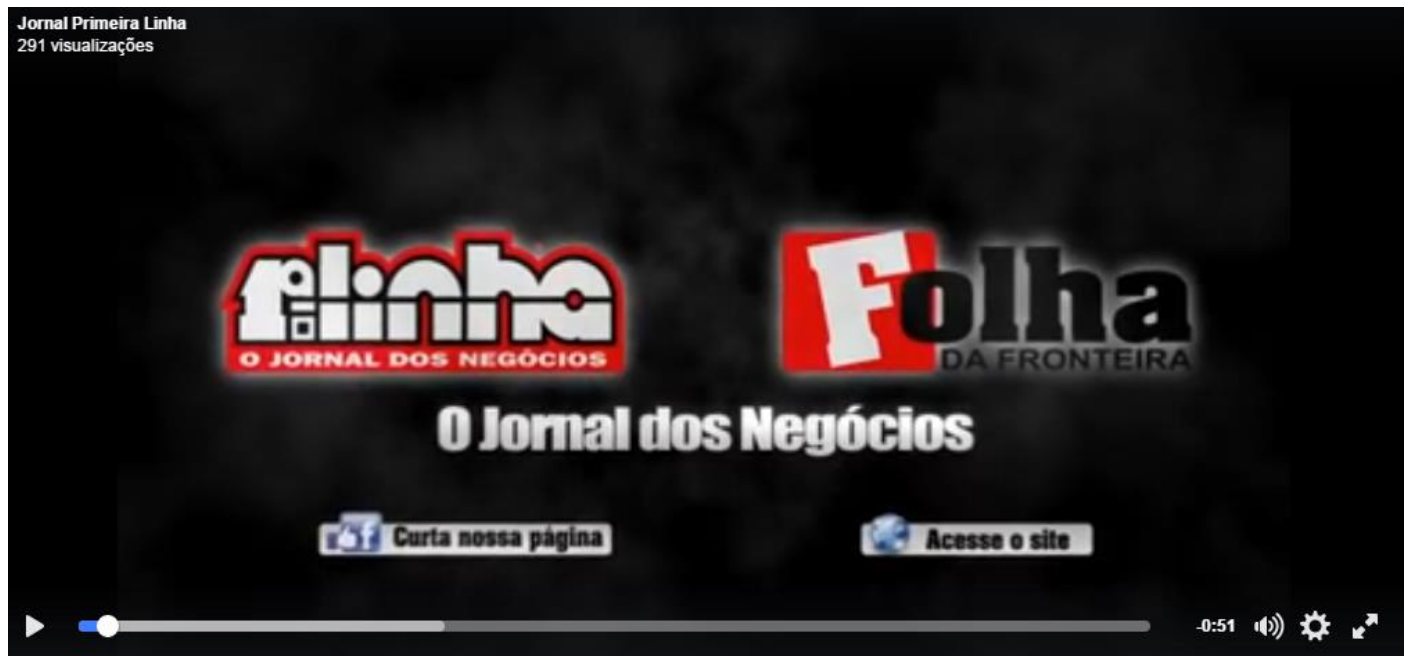 Jornal Primeira Linha
291 visualizações
1ª linha
O JORNAL DOS NEGÓCIOS
Folha
DA FRONTEIRA
O Jornal dos Negócios
Curta nossa página
Acesse o site
-0:51